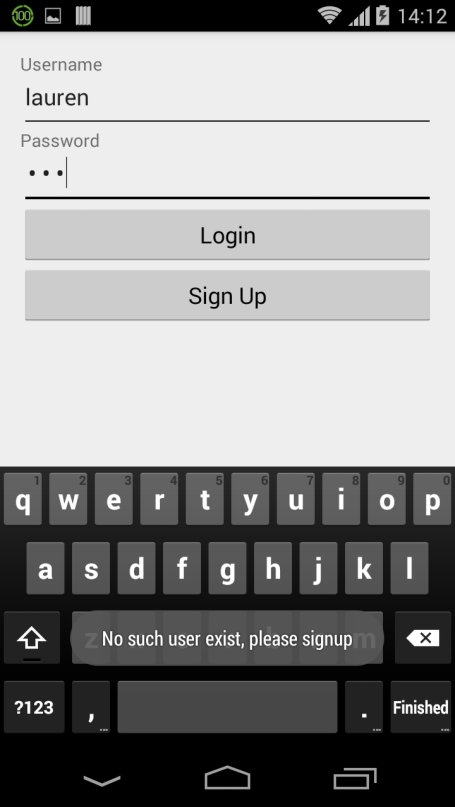 100 14:12
Username
lauren
Password
•••
Login
Sign Up
1 2 3 4 5 6 7 8 9 0
q w e r t y u i o p
a s d f g h j k l
z m
No such user exist, please signup
?123 , ... . ... Finished ...